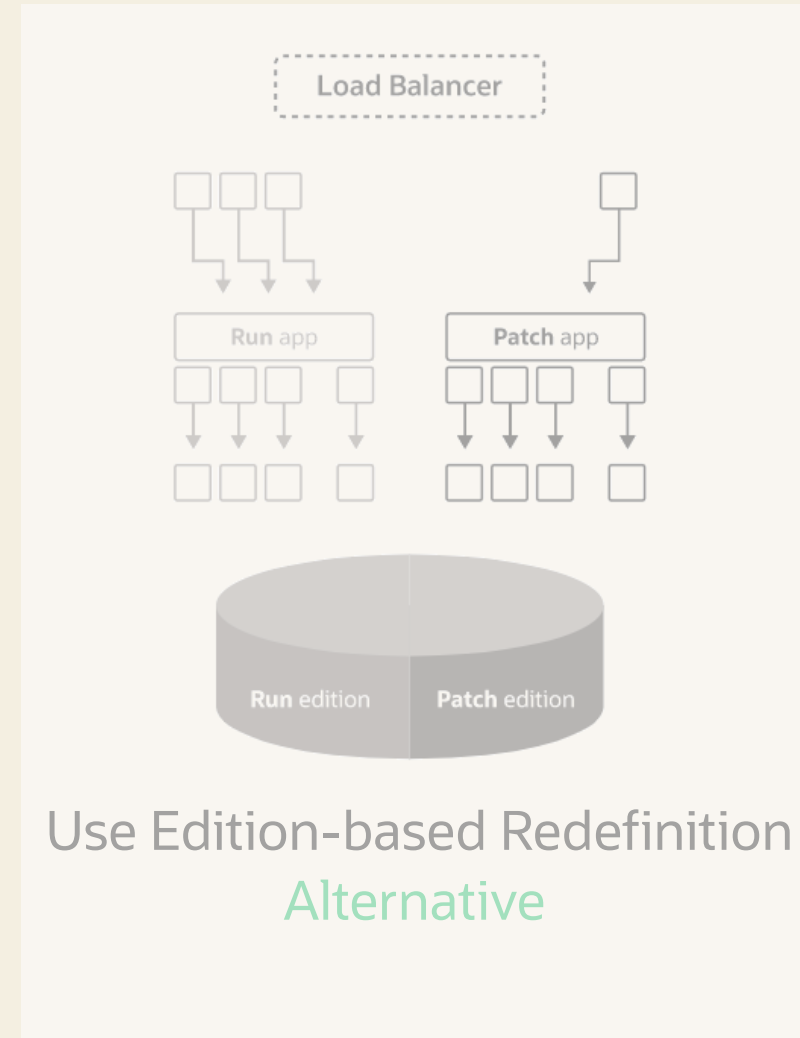 Load Balancer
Run app
Patch app
Run edition
Patch edition
Use Edition-based Redefinition
Alternative